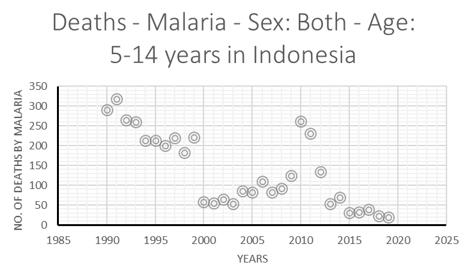 Deaths - Malaria - Sex: Both - Age:
5-14 years in Indonesia
NO. OF DEATHS BY MALARIA
350
300
250
200
150
100
50
0
1985 1990 1995 2000 2005 2010 2015 2020 2025
YEARS